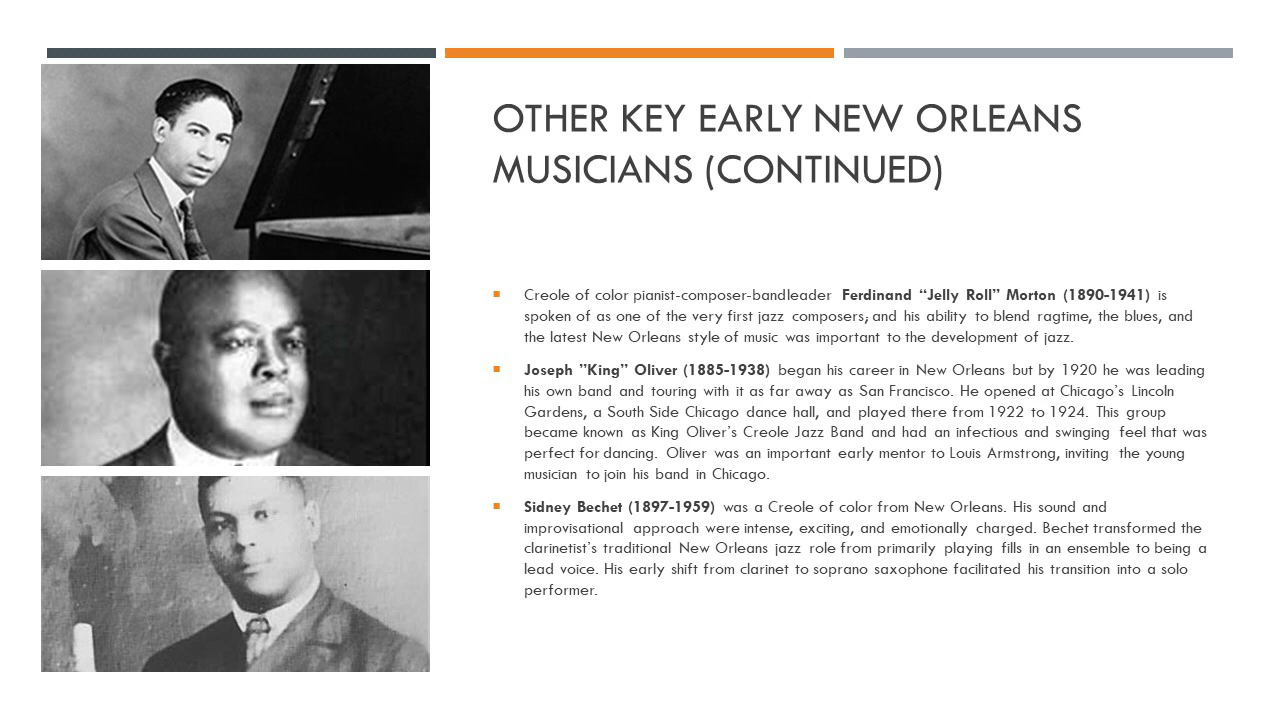 OTHER KEY EARLY NEW ORLEANS
MUSICIANS (CONTINUED)
▪ Creole of color pianist-composer-bandleader Ferdinand “Jelly Roll” Morton (1890-1941) is
spoken of as one of the very first jazz composers; and his ability to blend ragtime, the blues, and
the latest New Orleans style of music was important to the development of jazz.
▪ Joseph ”King” Oliver (1885-1938) began his career in New Orleans but by 1920 he was leading
his own band and touring with it as far away as San Francisco. He opened at Chicago’s Lincoln
Gardens, a South Side Chicago dance hall, and played there from 1922 to 1924. This group
became known as King Oliver’s Creole Jazz Band and had an infectious and swinging feel that was
perfect for dancing. Oliver was an important early mentor to Louis Armstrong, inviting the young
musician to join his band in Chicago.
▪ Sidney Bechet (1897-1959) was a Creole of color from New Orleans. His sound and
improvisational approach were intense, exciting, and emotionally charged. Bechet transformed the
clarinetist’s traditional New Orleans jazz role from primarily playing fills in an ensemble to being a
lead voice. His early shift from clarinet to soprano saxophone facilitated his transition into a solo
performer.